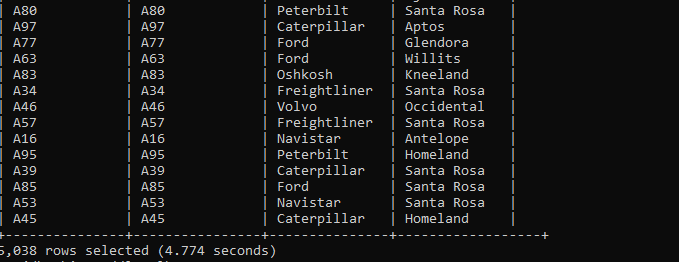 | A80 | A80 | Peterbilt | Santa Rosa |
| A97 | A97 | Caterpillar | Aptos |
| A77 | A77 | Ford | Glendora |
| A63 | A63 | Ford | Willits |
| A83 | A83 | Oshkosh | Kneeland |
| A34 | A34 | Freightliner | Santa Rosa |
| A46 | A46 | Volvo | Occidental |
| A57 | A57 | Freightliner | Santa Rosa |
| A16 | A16 | Navistar | Antelope |
| A95 | A95 | Peterbilt | Homeland |
| A39 | A39 | Caterpillar | Santa Rosa |
| A85 | A85 | Ford | Santa Rosa |
| A53 | A53 | Navistar | Santa Rosa |
| A45 | A45 | Caterpillar | Homeland |
5,038 rows selected (4.774 seconds)